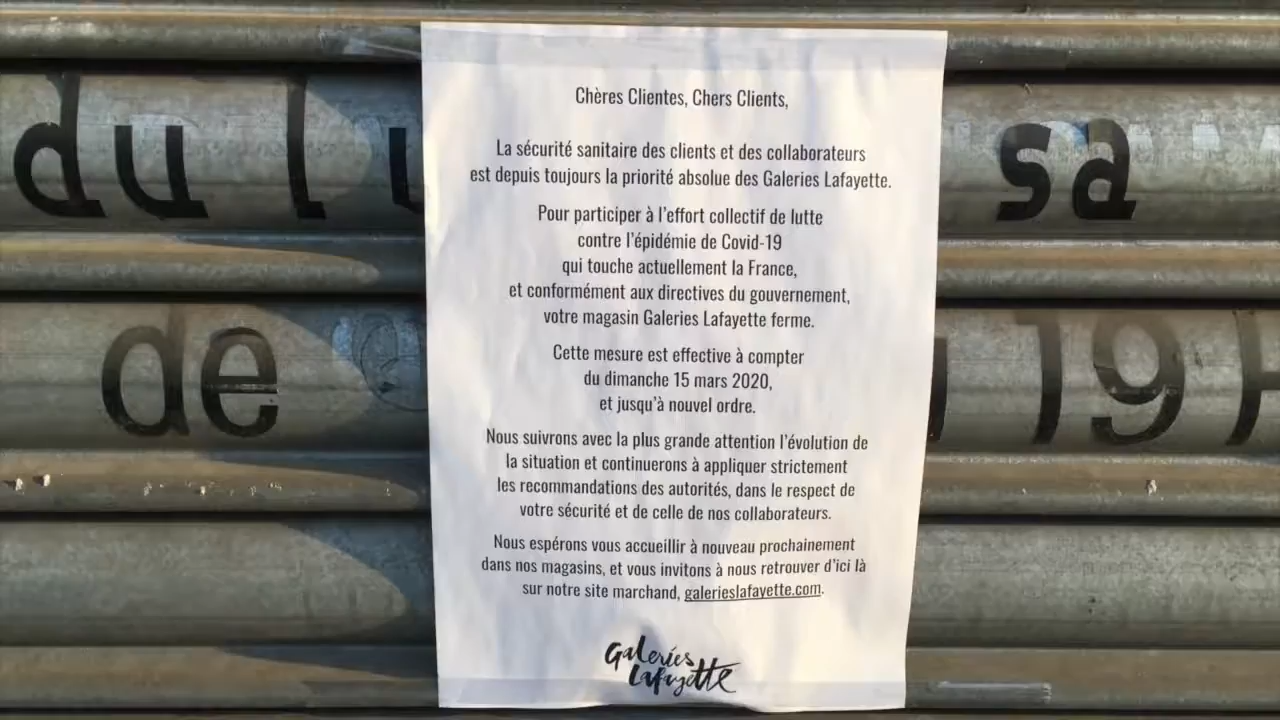 Chères Clientes, Chers Clients,
La sécurité sanitaire des clients et des collaborateurs
est depuis toujours la priorité absolue des Galeries Lafayette.
Pour participer à l'effort collectif de lutte
contre l'épidémie de Covid-19
qui touche actuellement la France,
et conformément aux directives du gouvernement,
votre magasin Galeries Lafayette ferme.
Cette mesure est effective à compter
du dimanche 15 mars 2020,
et jusqu'à nouvel ordre.
Nous suivrons avec la plus grande attention l'évolution de
la situation et continuerons à appliquer strictement
les recommandations des autorités, dans le respect de
votre sécurité et de celle de nos collaborateurs.
Nous espérons vous accueillir à nouveau prochainement
dans nos magasins, et vous invitons à nous retrouver d'ici là
sur notre site marchand, galerieslafayette.com.
Galeries
Lafayette
du lu sa
de 19H